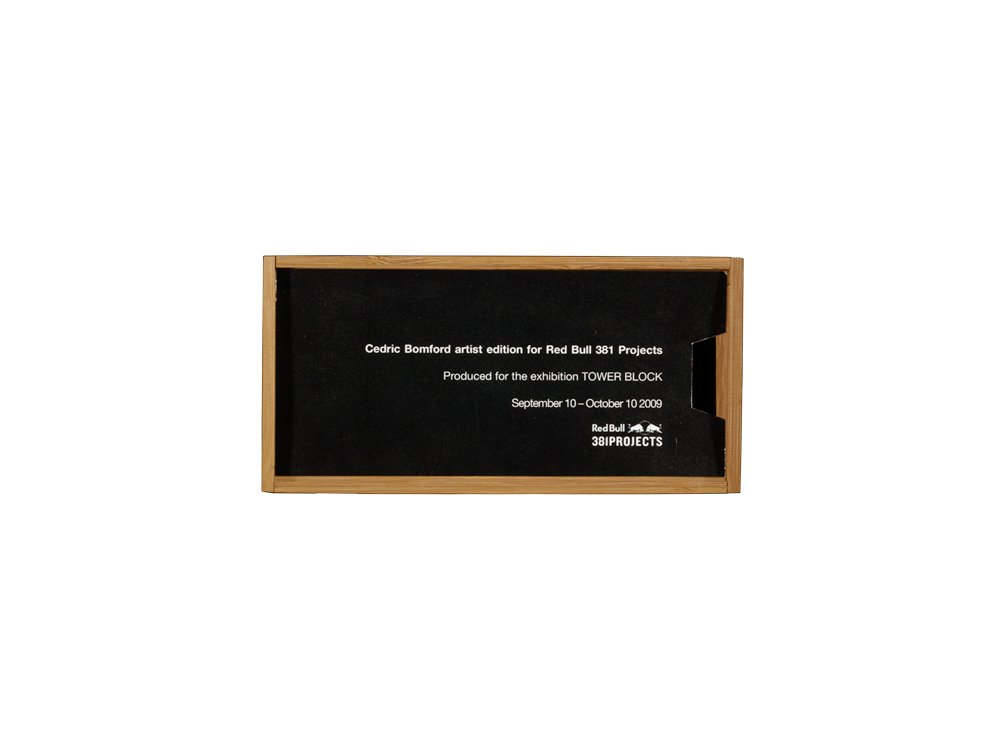 Cedric Bomford artist edition for Red Bull 381 Projects
Produced for the exhibition TOWER BLOCK
September 10 – October 10 2009
Red Bull
381PROJECTS